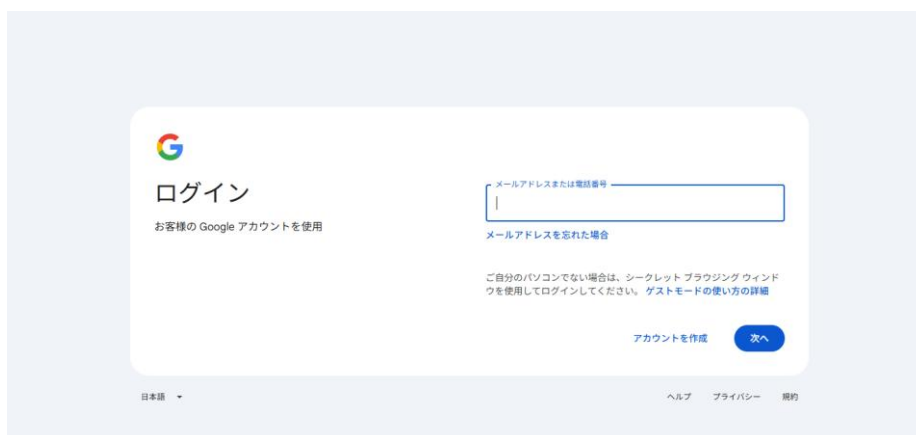 ログイン
お客様の Google アカウントを使用
メールアドレスまたは電話番号
メールアドレスを忘れた場合
ご自分のパソコンでない場合は、シークレット ブラウジング ウィンド
ウを使用してログインしてください。 ゲストモードの使い方の詳細
アカウントを作成 次へ
日本語 ヘルプ プライバシー 規約